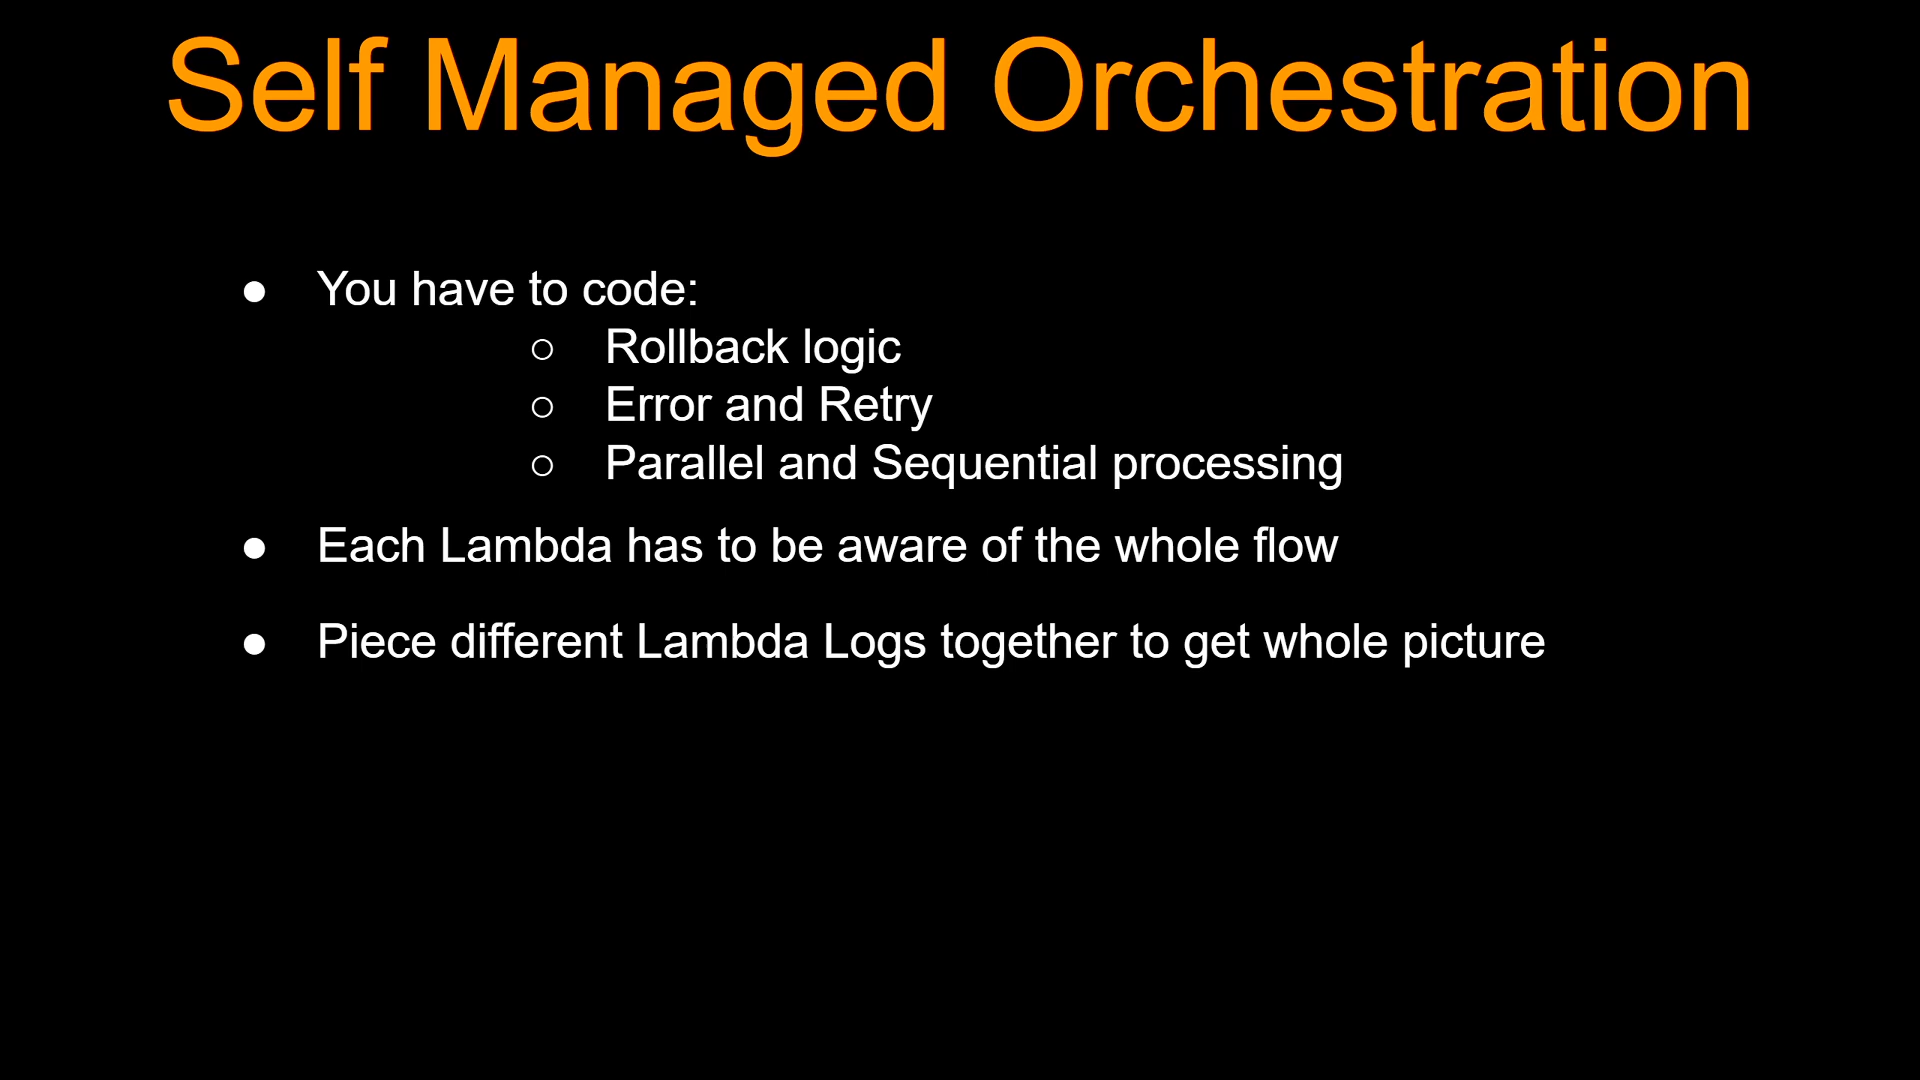 Self Managed Orchestration
● You have to code:
○ Rollback logic
○ Error and Retry
○ Parallel and Sequential processing
● Each Lambda has to be aware of the whole flow
● Piece different Lambda Logs together to get whole picture